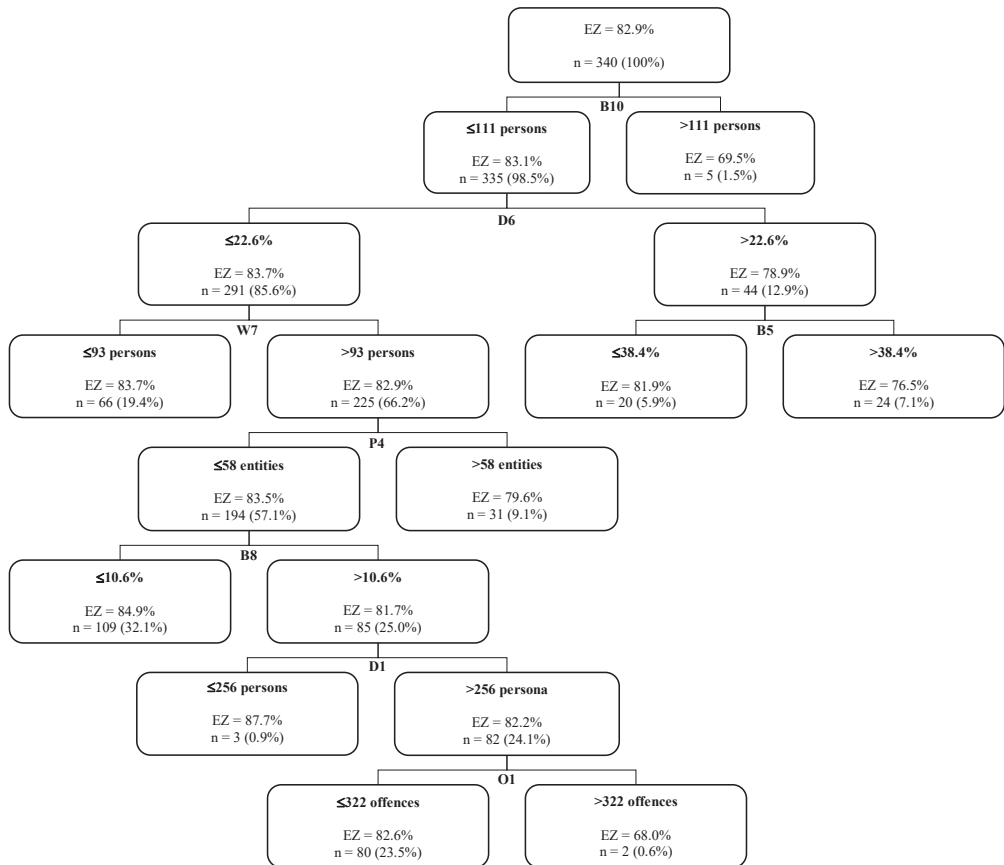 EZ = 82.9%
n = 340 (100%)
B10
≤111 persons
EZ = 83.1%
n = 335 (98.5%)
>111 persons
EZ = 69.5%
n = 5 (1.5%)
D6
≤22.6%
EZ = 83.7%
n = 291 (85.6%)
>22.6%
EZ = 78.9%
n = 44 (12.9%)
W7
≤93 persons
EZ = 83.7%
n = 66 (19.4%)
>93 persons
EZ = 82.9%
n = 225 (66.2%)
B5
≤38.4%
EZ = 81.9%
n = 20 (5.9%)
>38.4%
EZ = 76.5%
n = 24 (7.1%)
P4
≤58 entities
EZ = 83.5%
n = 194 (57.1%)
>58 entities
EZ = 79.6%
n = 31 (9.1%)
B8
≤10.6%
EZ = 84.9%
n = 109 (32.1%)
>10.6%
EZ = 81.7%
n = 85 (25.0%)
D1
≤256 persons
EZ = 87.7%
n = 3 (0.9%)
>256 persona
EZ = 82.2%
n = 82 (24.1%)
O1
≤322 offences
EZ = 82.6%
n = 80 (23.5%)
>322 offences
EZ = 68.0%
n = 2 (0.6%)